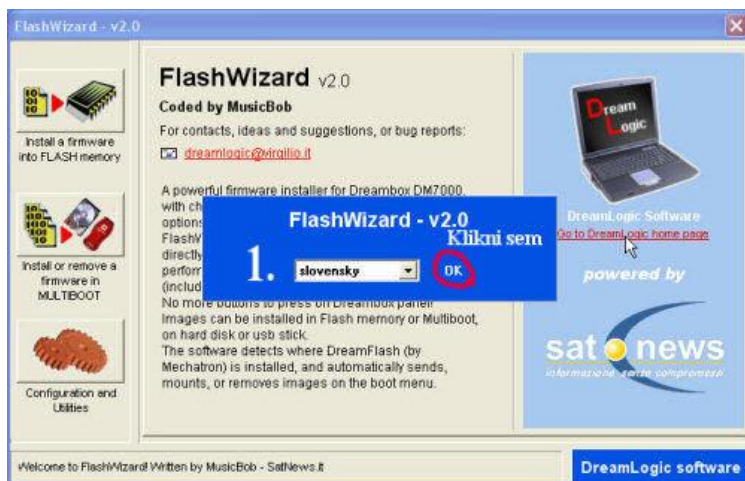 FlashWizard - v2.0
Install a firmware
into FLASH memory
Install or remove a
firmware in
MULTIBOOT
Configuration and
Utilities
FlashWizard v2.0
Coded by MusicBob
For contacts, ideas and suggestions, or bug reports:
dreamlogic@virgilio.it
A powerful firmware installer for Dreambox DM7000,
with
options
directly
perform
(includ
No more buttons to press on Dreambox panel!
Images can be installed in Flash memory or Multiboot,
on hard disk or usb stick.
The software detects where DreamFlash (by
Mechatron) is installed, and automatically sends,
mounts, or removes images on the boot menu.
FlashWizard - v2.0
Klikni sem
1. slovensky OK
Dream
Logic
DreamLogic Software
Go to DreamLogic home page
powered by
sat news
informazione senza compromessi
Welcome to FlashWizard! Written by MusicBob - SatNews.it
DreamLogic software